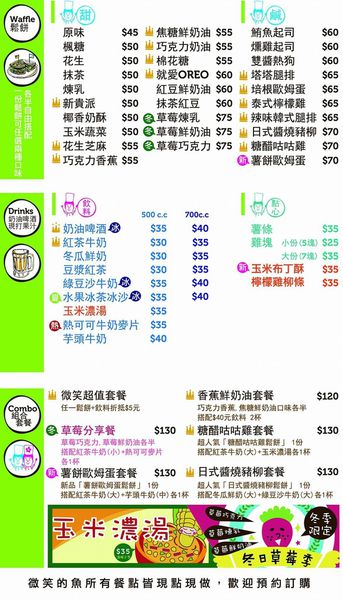 Waffle
鬆餅
各半自由搭配
一份鬆餅可任選兩種口味
甜
原味 $45
楓糖 $50
花生 $50
抹茶 $50
煉乳 $50
新貴派 $50
椰香奶酥 $50
玉米蔬菜 $50
花生芝麻 $55
巧克力香蕉 $55
焦糖鮮奶油 $55
巧克力奶油 $55
棉花糖 $55
就愛OREO $60
紅豆鮮奶油 $60
抹茶紅豆 $60
冬 草莓煉乳 $75
冬 草莓鮮奶油 $75
冬 草莓巧克力 $75
鹹
鮪魚起司 $60
燻雞起司 $60
雙醬熱狗 $60
塔塔腿排 $65
培根歐姆蛋 $65
泰式檸檬雞 $65
辣味韓式腿排 $65
日式醬燒豬柳 $70
糖醋咕咕雞 $70
新 薯餅歐姆蛋 $70
Drinks
奶油啤酒
現打果汁
飲料
500 c.c 700c.c
奶油啤酒 冰 $35 $40
紅茶牛奶 $30 $35
冬瓜鮮奶 $30 $35
豆漿紅茶 $30 $35
綠豆沙牛奶 冰 $35 $40
夏 水果冰茶冰沙 冰 $35 $40
玉米濃湯 $35
熱 熱可可牛奶麥片 $35
芋頭牛奶 $40
點心
薯條 $35
雞塊 小份(5塊) $25
大份(7塊) $35
新 玉米布丁酥 $35
檸檬雞柳條 $35
Combo
組合
套餐
微笑超值套餐
任一鬆餅+飲料折抵$5元
冬 草莓分享餐 $130
草莓巧克力,草莓鮮奶油各半
搭配紅茶牛奶(小)+熱可可麥片
各1杯
新 薯餅歐姆蛋套餐 $130
新品「薯餅歐姆蛋鬆餅」 1份
搭配紅茶牛奶(大)+芋頭牛奶(中)各1杯
香蕉鮮奶油套餐 $120
巧克力香蕉,焦糖鮮奶油口味各半
搭配$40元飲料 2杯
糖醋咕咕雞套餐 $130
超人氣「糖醋咕咕雞鬆餅」 1份
搭配紅茶牛奶(大)+玉米濃湯各1杯
日式醬燒豬柳套餐 $130
超人氣「日式醬燒豬柳鬆餅」 1份
搭配冬瓜鮮奶(大)+綠豆沙牛奶(大)各1杯
玉米濃湯
$35
草莓巧克力
草莓煉乳
草莓鮮奶油
冬季
限定
冬日草莓季
微笑的魚所有餐點皆現點現做，歡迎預約訂購